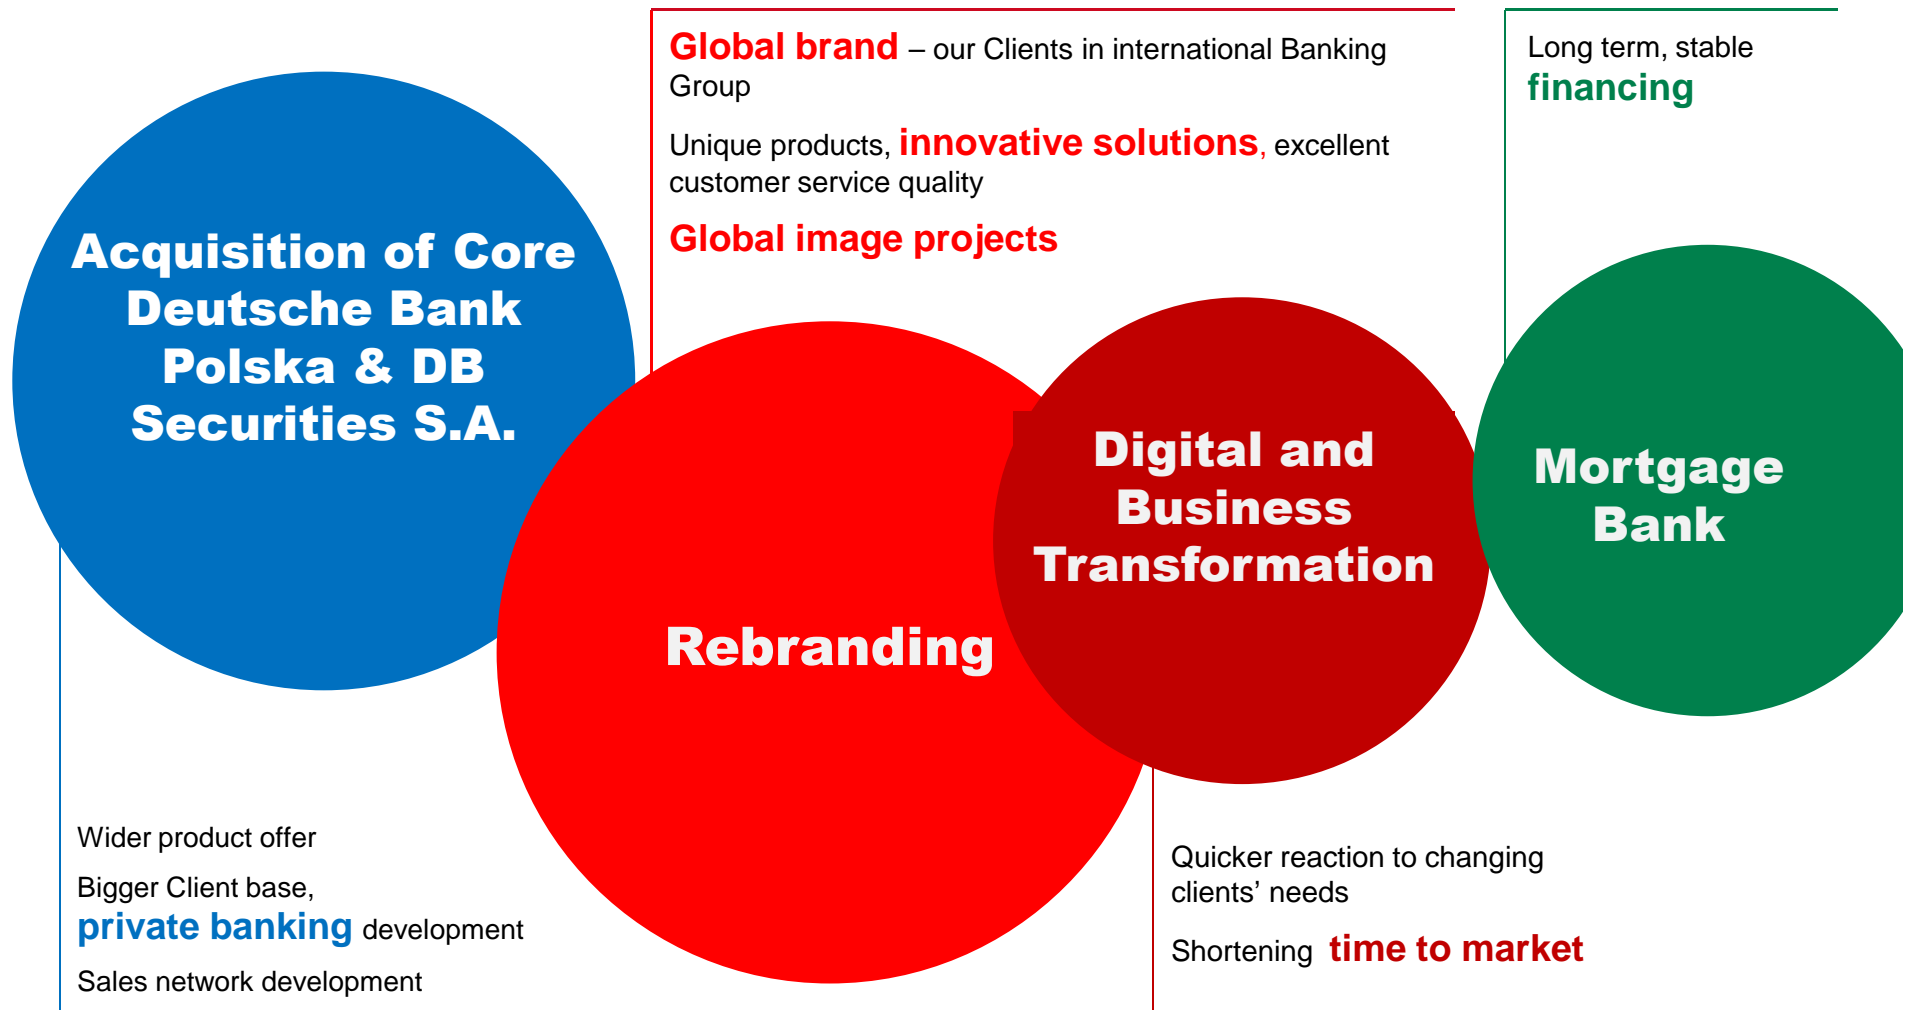 Global brand – our Clients in international Banking
Group
Unique products, innovative solutions, excellent
customer service quality
Global image projects
Long term, stable
financing
Acquisition of Core
Deutsche Bank
Polska & DB
Securities S.A.
Rebranding
Digital and
Business
Transformation
Mortgage
Bank
Wider product offer
Bigger Client base,
private banking development
Sales network development
Quicker reaction to changing
clients’ needs
Shortening time to market